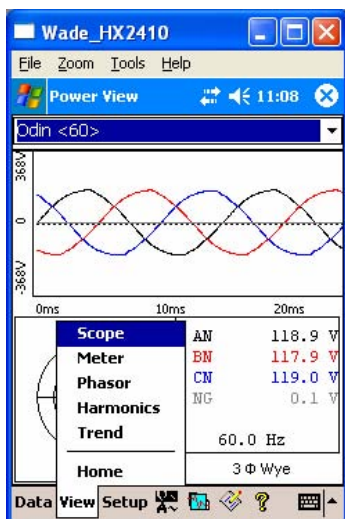 Wade_HX2410
File Zoom Tools Help
Power View 11:08
Odin <60>
368V
0
-368V
0ms 10ms 20ms
Scope
Meter
Phasor
Harmonics
Trend
Home
AN 118.9 V
BN 117.9 V
CN 119.0 V
NG 0.1 V
60.0 Hz
3 Φ Wye
Data View Setup